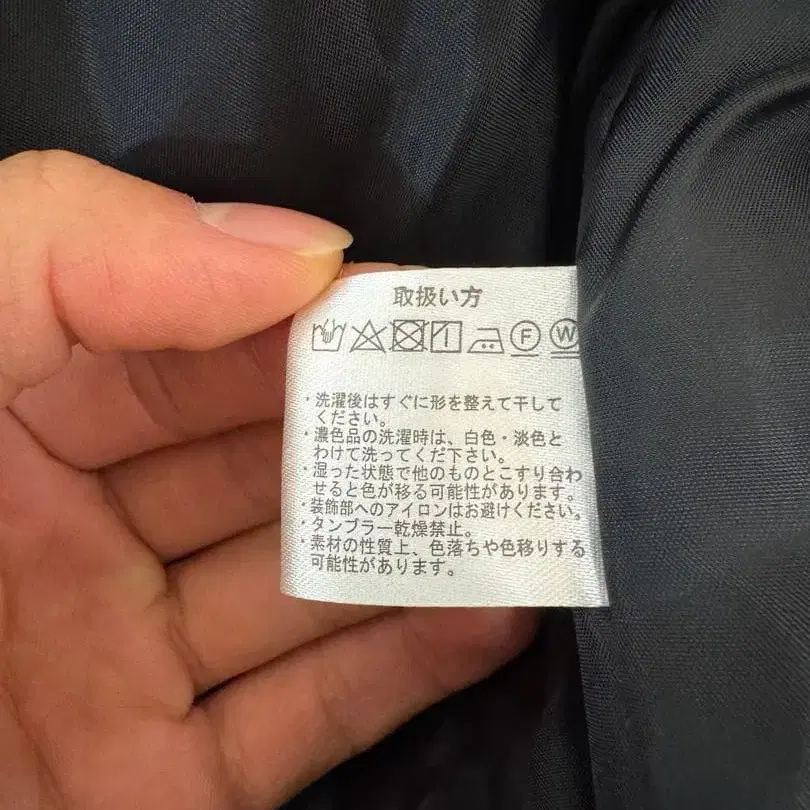 取扱い方
F W
・洗濯後はすぐに形を整えて干して
ください。
・濃色品の洗濯時は、白色・淡色と
わけて洗ってくだ下さい。
・湿った状態で他のものとこすり合わ
せると色が移る可能性があります。
・装飾部へのアイロンはお避けください。
・タンブラー乾燥禁止。
・素材の性質上、色落ちや色移りする
可能性があります。